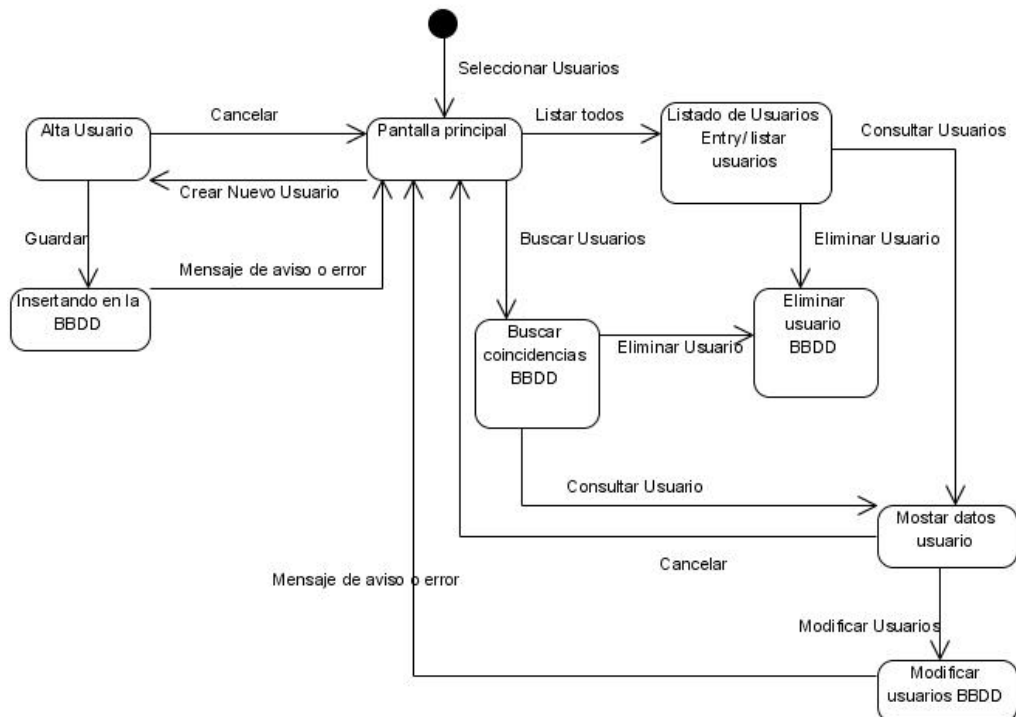 Seleccionar Usuarios
Alta Usuario
Cancelar
Pantalla principal
Listar todos
Listado de Usuarios
Entry/ listar
usuarios
Consultar Usuarios
Crear Nuevo Usuario
Guardar
Buscar Usuarios
Eliminar Usuario
Mensaje de aviso o error
Insertando en la
BBDD
Eliminar
usuario
BBDD
Buscar
coincidencias
BBDD
Eliminar Usuario
Consultar Usuario
Mostar datos
usuario
Cancelar
Mensaje de aviso o error
Modificar Usuarios
Modificar
usuarios BBDD